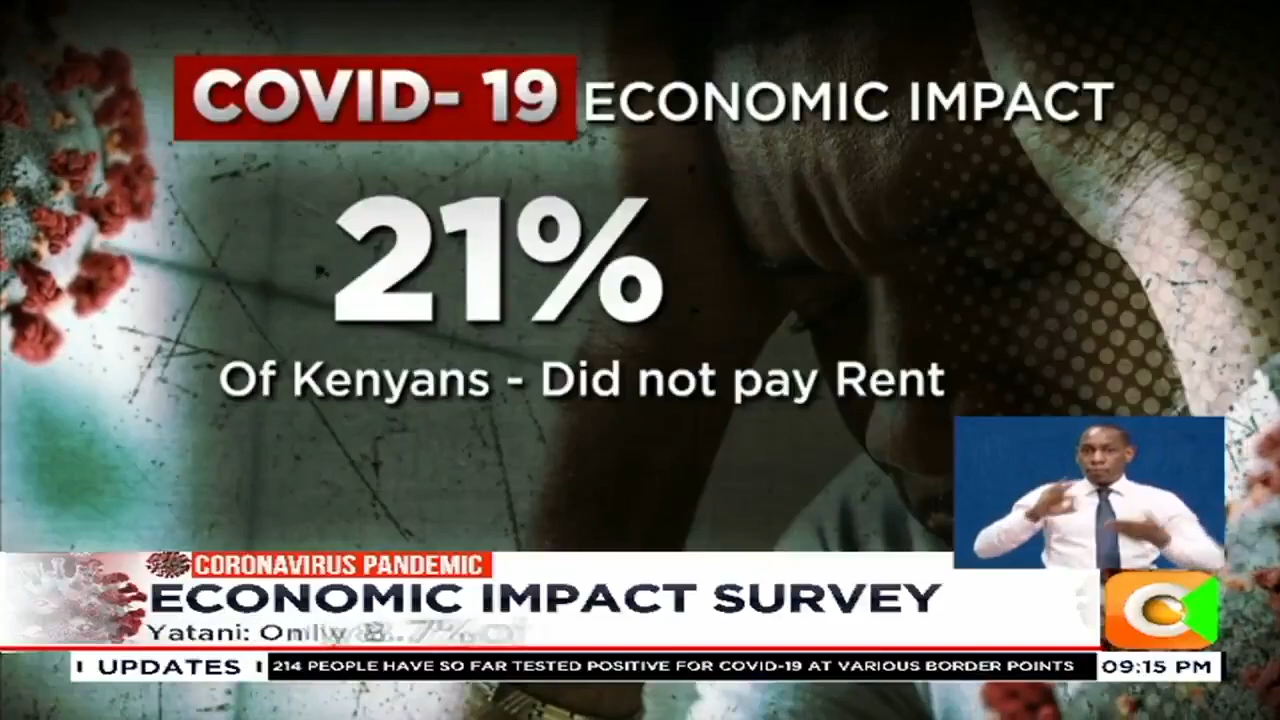 COVID- 19 ECONOMIC IMPACT
21%
Of Kenyans - Did not pay Rent
CORONAVIRUS PANDEMIC
ECONOMIC IMPACT SURVEY
Yatani:
UPDATES
214 PEOPLE HAVE SO FAR TESTED POSITIVE FOR COVID-19 AT VARIOUS BORDER POINTS
09:15 PM